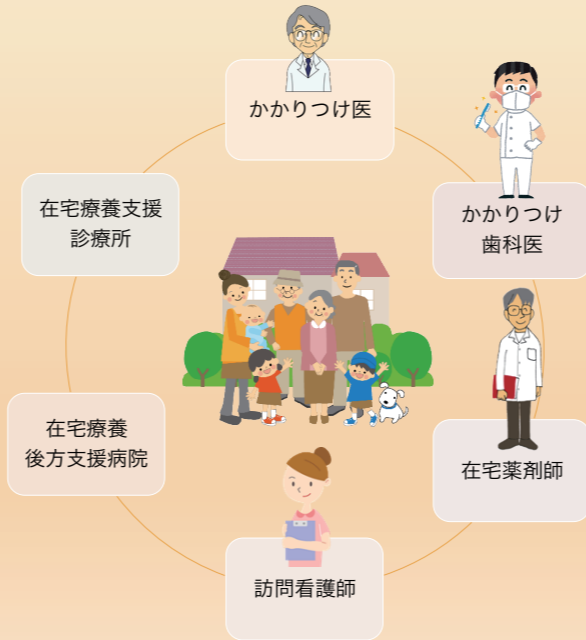 かかりつけ医
かかりつけ
歯科医
在宅薬剤師
訪問看護師
在宅療養
後方支援病院
在宅療養支援
診療所